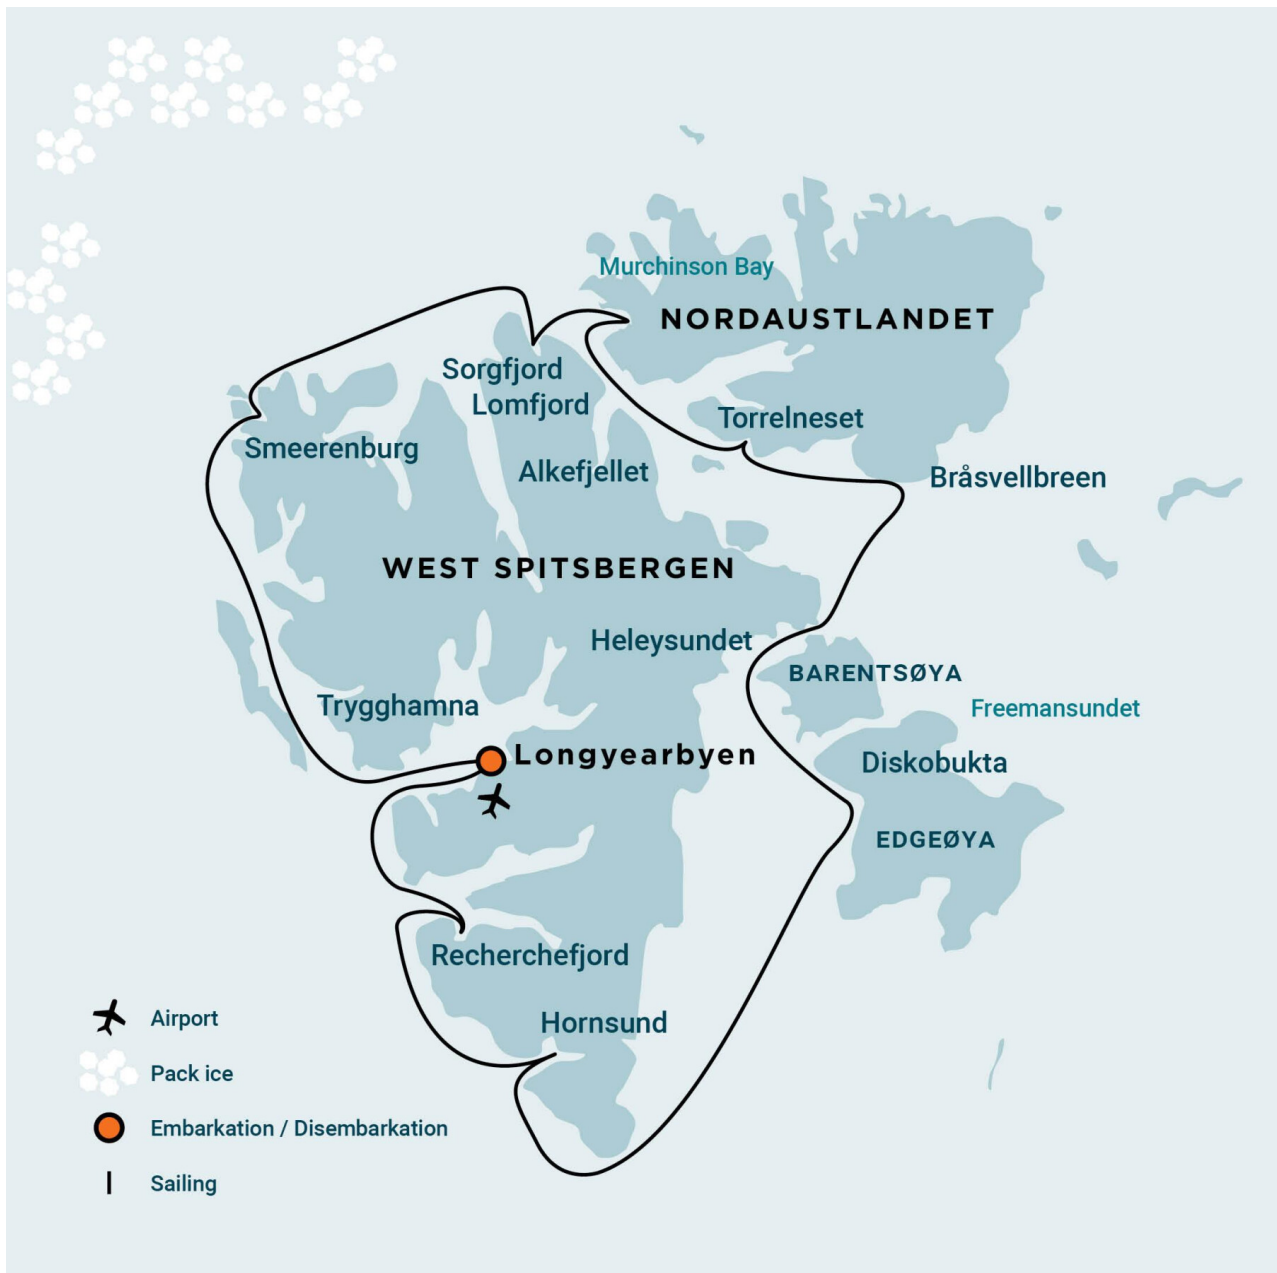 Murchinson Bay
NORDAUSTLANDET
Sorgfjord
Lomfjord
Torrelneset
Smeerenburg
Alkefjellet
Bråsvellbreen
WEST SPITSBERGEN
Heleysundet
BARENTSØYA
Trygghamna
Freemansundet
Longyearbyen
Diskobukta
EDGEØYA
Recherchefjord
Hornsund
Airport
Pack ice
Embarkation / Disembarkation
Sailing